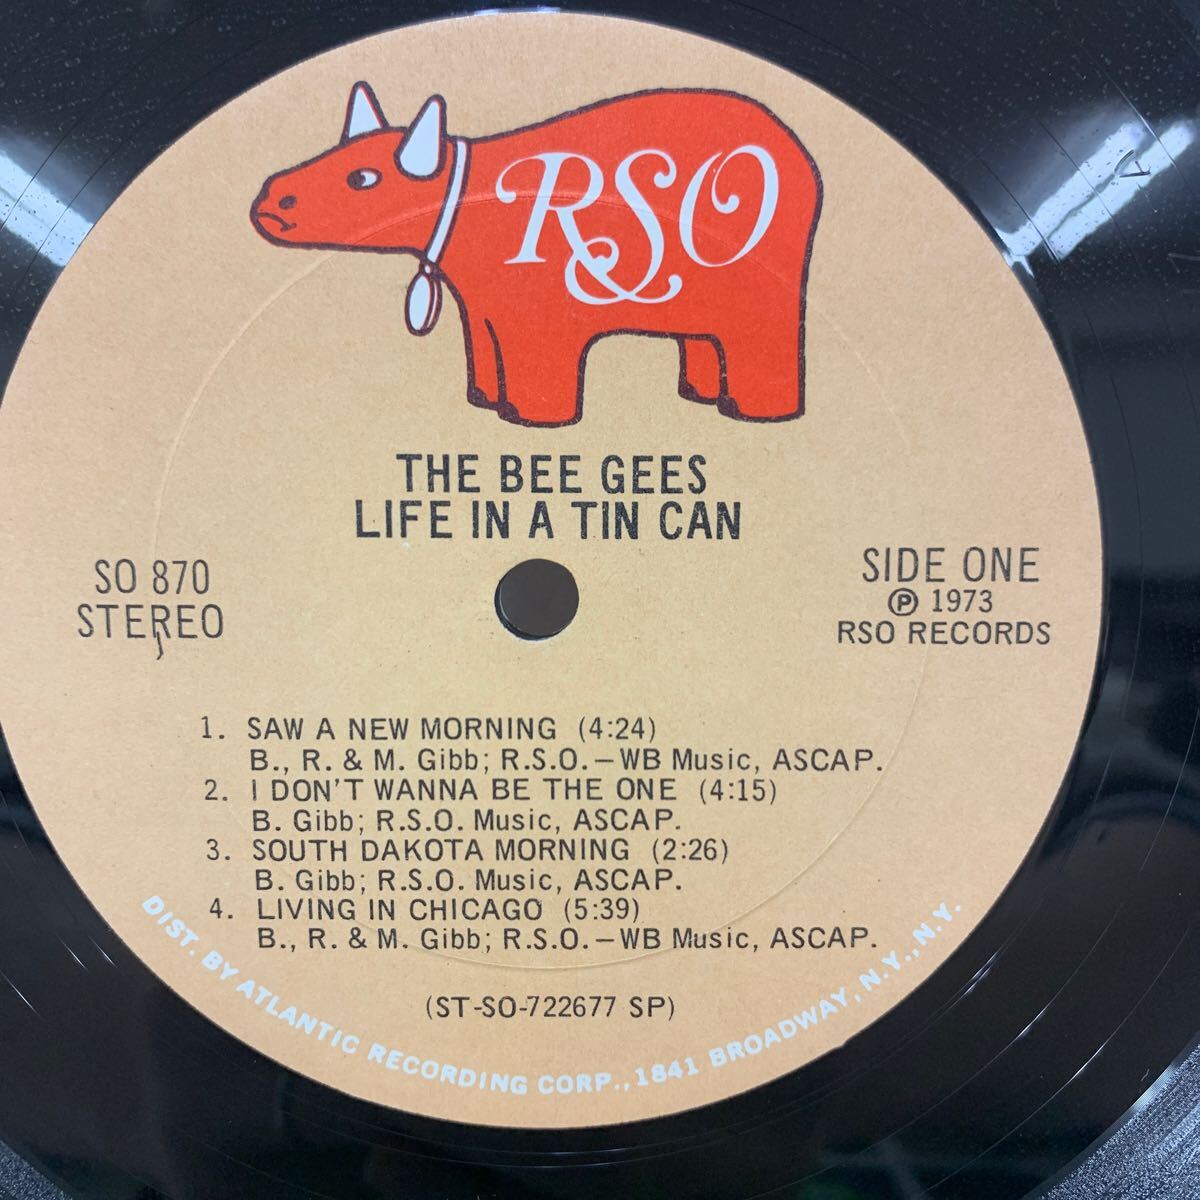 RSO
THE BEE GEES
LIFE IN A TIN CAN
SO 870
STEREO
SIDE ONE
Ⓟ 1973
RSO RECORDS
1. SAW A NEW MORNING (4:24)
B., R. & M. Gibb; R.S.O.–WB Music, ASCAP.
2. I DON'T WANNA BE THE ONE (4:15)
B. Gibb; R.S.O. Music, ASCAP.
3. SOUTH DAKOTA MORNING (2:26)
B. Gibb; R.S.O. Music, ASCAP.
4. LIVING IN CHICAGO (5:39)
B., R. & M. Gibb; R.S.O.–WB Music, ASCAP.
(ST-SO-722677 SP)
DIST. BY ATLANTIC RECORDING CORP., 1841 BROADWAY, N.Y., N.Y.